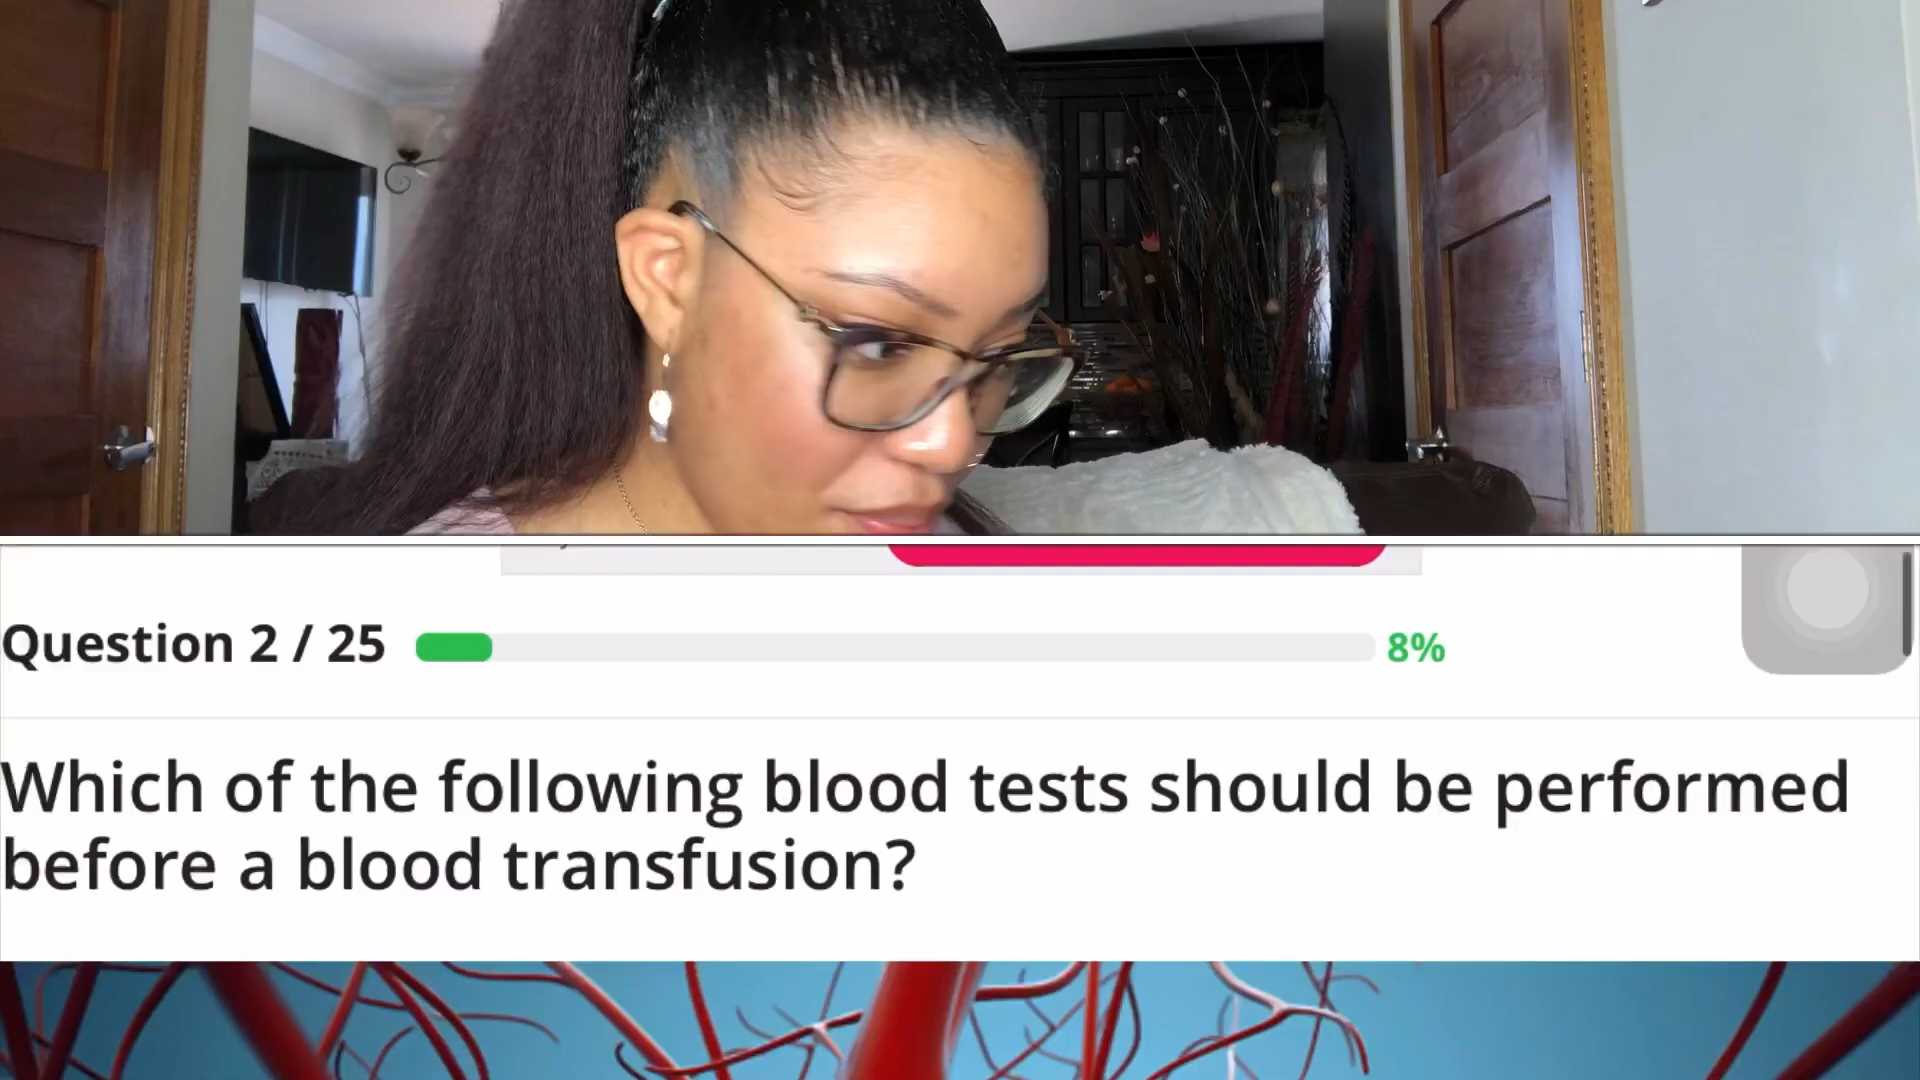 Question 2 / 25
8%
Which of the following blood tests should be performed
before a blood transfusion?